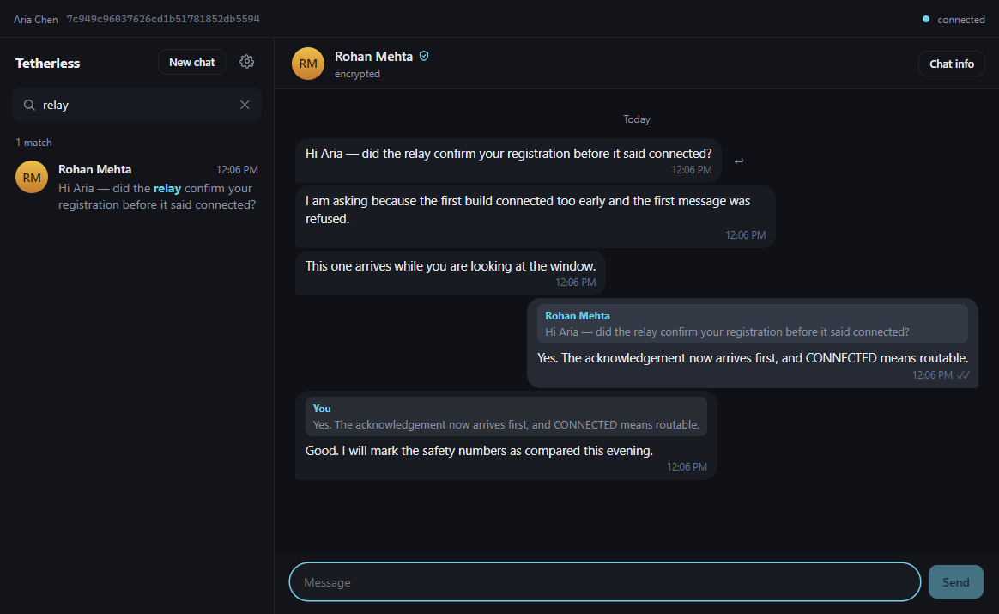 Aria Chen 7c949c96037626cd1b51781852db5594
connected
Tetherless
New chat
relay
1 match
RM
Rohan Mehta
12:06 PM
Hi Aria — did the relay confirm your
registration before it said connected?
RM
Rohan Mehta
encrypted
Chat info
Today
Hi Aria — did the relay confirm your registration before it said connected?
12:06 PM
I am asking because the first build connected too early and the first message was
refused.
12:06 PM
This one arrives while you are looking at the window.
12:06 PM
Rohan Mehta
Hi Aria — did the relay confirm your registration before it said connected?
Yes. The acknowledgement now arrives first, and CONNECTED means routable.
12:06 PM
You
Yes. The acknowledgement now arrives first, and CONNECTED means routable.
Good. I will mark the safety numbers as compared this evening.
12:06 PM
Message
Send